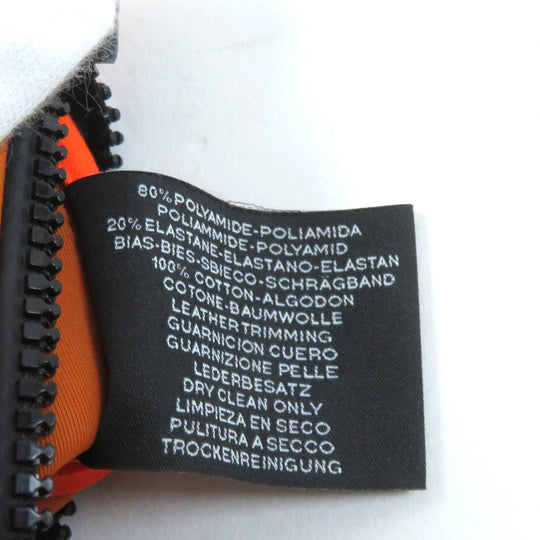 80% POLYAMIDE-POLIAMIDA
POLIAMMIDE-POLYAMID
20% ELASTANE-ELASTANO-ELASTAN
BIAS-BIES-SBIECO-SCHRÄGBAND
100% COTTON-ALGODON
COTONE-BAUMWOLLE
LEATHER TRIMMING
GUARNICION CUERO
GUARNIZIONE PELLE
LEDERBESATZ
DRY CLEAN ONLY
LIMPIEZA EN SECO
PULITURA A SECCO
TROCKENREINIGUNG